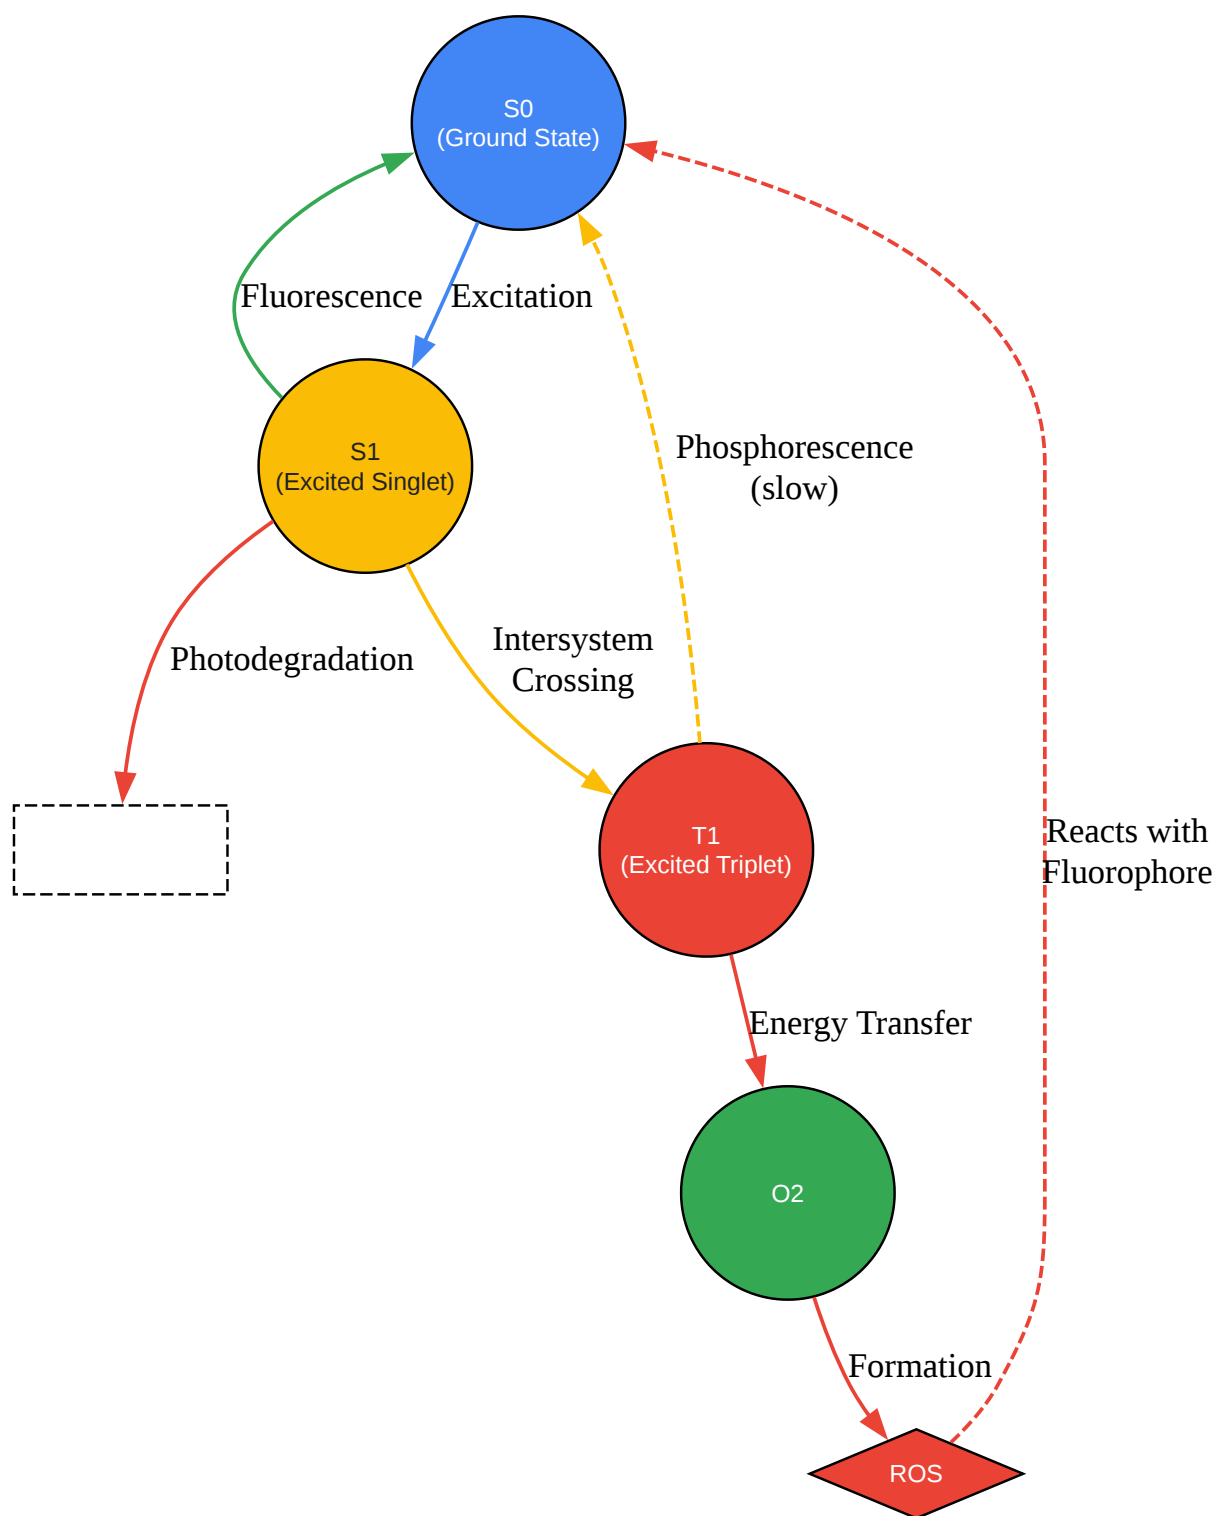 S0
(Ground State)
Fluorescence
Excitation
S1
(Excited Singlet)
Phosphorescence
(slow)
Intersystem
Crossing
Photodegradation
T1
(Excited Triplet)
Reacts with
Fluorophore
Energy Transfer
O2
Formation
ROS